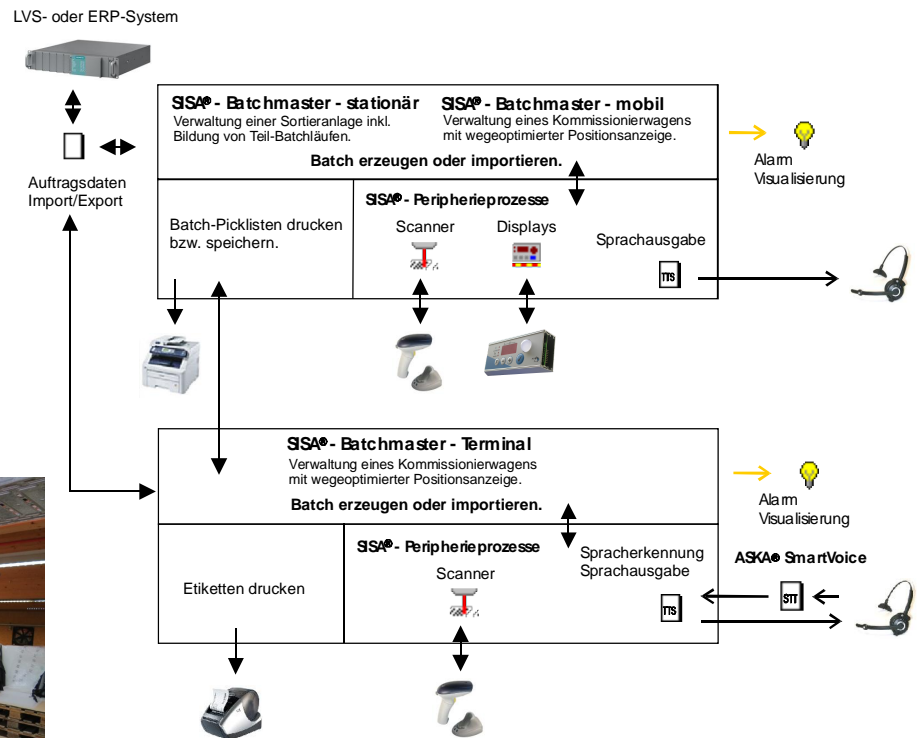 LVS- oder ERP-System
Auftragsdaten
Import/Export
SISA® - Batchmaster - stationär
Verwaltung einer Sortieranlage inkl.
Bildung von Teil-Batchläufen.
SISA® - Batchmaster - mobil
Verwaltung eines Kommissionierwagens
mit wegeoptimierter Positionsanzeige.
Batch erzeugen oder importieren.
Alarm
Visualisierung
Batch-Picklisten drucken
bzw. speichern.
SISA® - Peripherieprozesse
Scanner
Displays
Sprachausgabe
TTS
SISA® - Batchmaster - Terminal
Verwaltung eines Kommissionierwagens
mit wegeoptimierter Positionsanzeige.
Batch erzeugen oder importieren.
Alarm
Visualisierung
Etiketten drucken
SISA® - Peripherieprozesse
Scanner
Spracherkennung
Sprachausgabe
TTS
ASKA® SmartVoice
STT